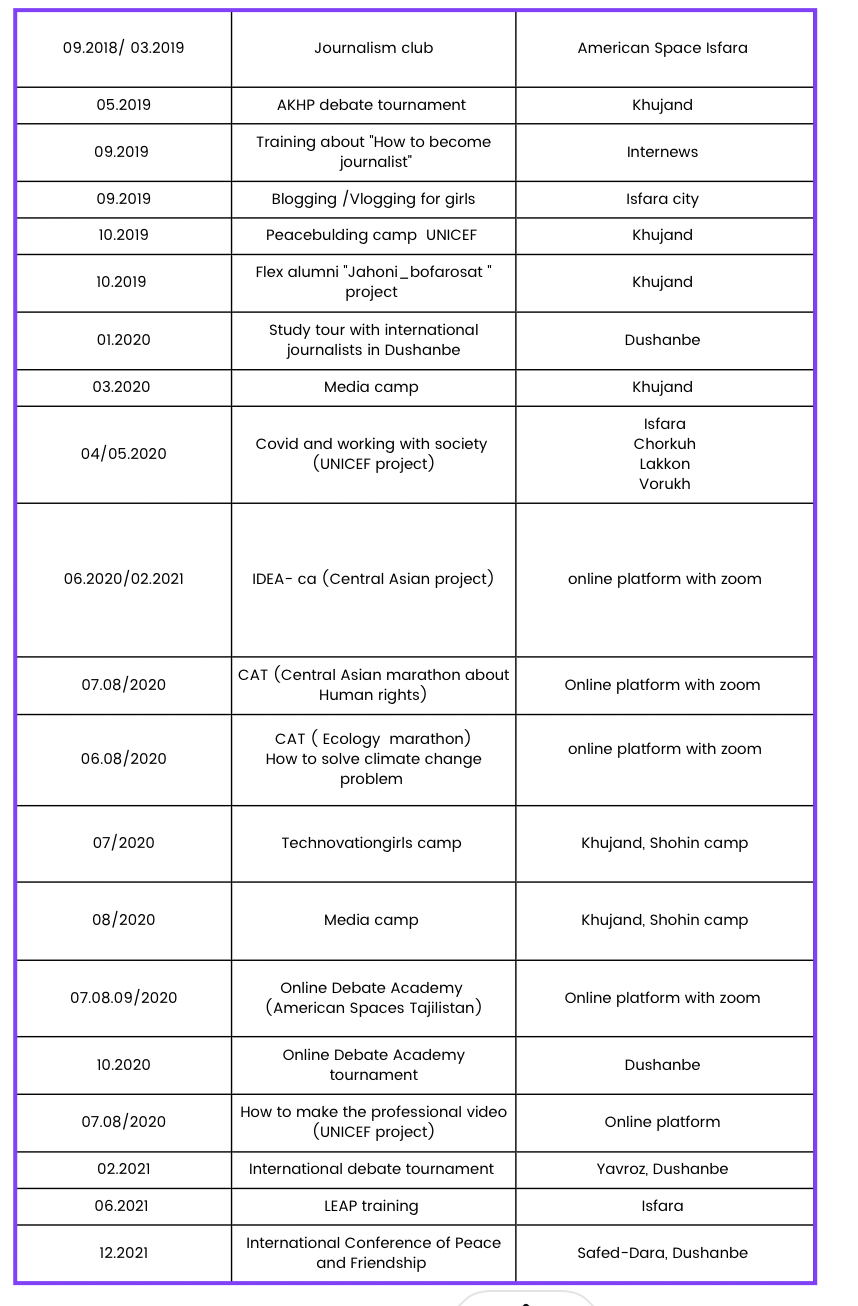 09.2018/ 03.2019
Journalism club
American Space Isfara
05.2019
AKHP debate tournament
Khujand
09.2019
Training about "How to become
journalist"
Internews
09.2019
Blogging /Vlogging for girls
Isfara city
10.2019
Peacebulding camp  UNICEF
Khujand
10.2019
Flex alumni "Jahoni_bofarosat "
project
Khujand
01.2020
Study tour with international
journalists in Dushanbe
Dushanbe
03.2020
Media camp
Khujand
04/05.2020
Covid and working with society
(UNICEF project)
Isfara
Chorkuh
Lakkon
Vorukh
06.2020/02.2021
IDEA- ca (Central Asian project)
online platform with zoom
07.08/2020
CAT (Central Asian marathon about
Human rights)
Online platform with zoom
06.08/2020
CAT ( Ecology  marathon)
How to solve climate change
problem
online platform with zoom
07/2020
Technovationgirls camp
Khujand, Shohin camp
08/2020
Media camp
Khujand, Shohin camp
07.08.09/2020
Online Debate Academy
(American Spaces Tajilistan)
Online platform with zoom
10.2020
Online Debate Academy
tournament
Dushanbe
07.08/2020
How to make the professional video
(UNICEF project)
Online platform
02.2021
International debate tournament
Yavroz, Dushanbe
06.2021
LEAP training
Isfara
12.2021
International Conference of Peace
and Friendship
Safed-Dara, Dushanbe